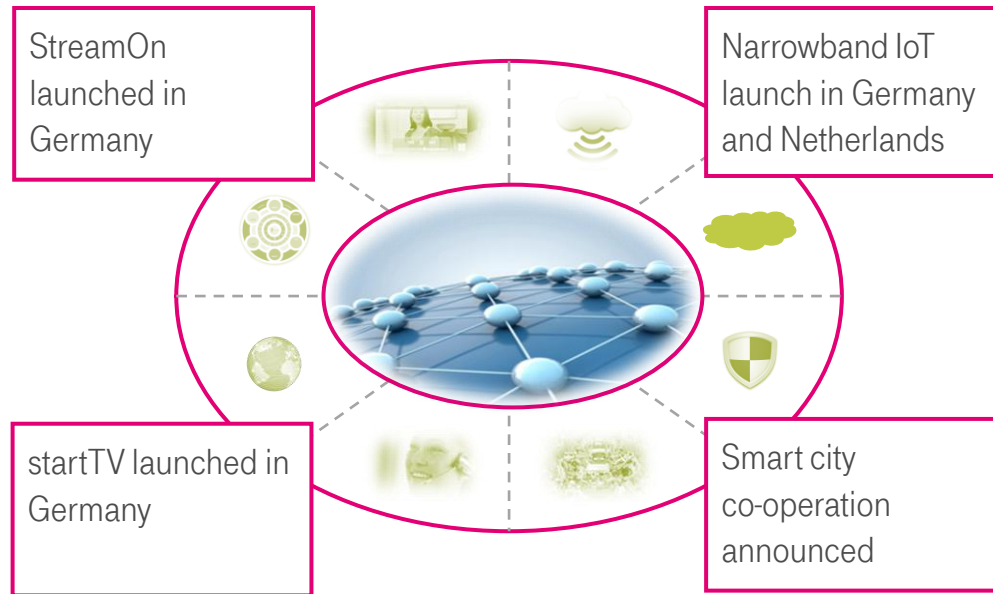 StreamOn
launched in
Germany
Narrowband IoT
launch in Germany
and Netherlands
startTV launched in
Germany
Smart city
co-operation
announced